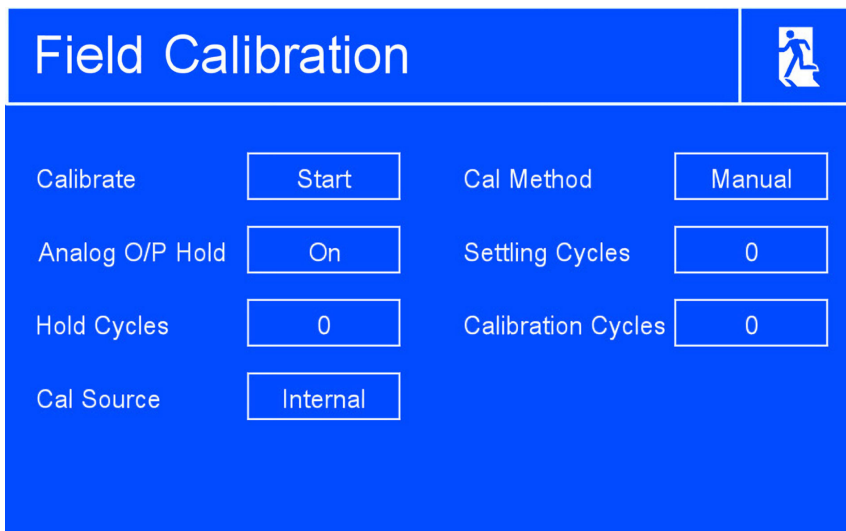 Field Calibration
Calibrate Start Cal Method Manual
Analog O/P Hold On Settling Cycles 0
Hold Cycles 0 Calibration Cycles 0
Cal Source Internal